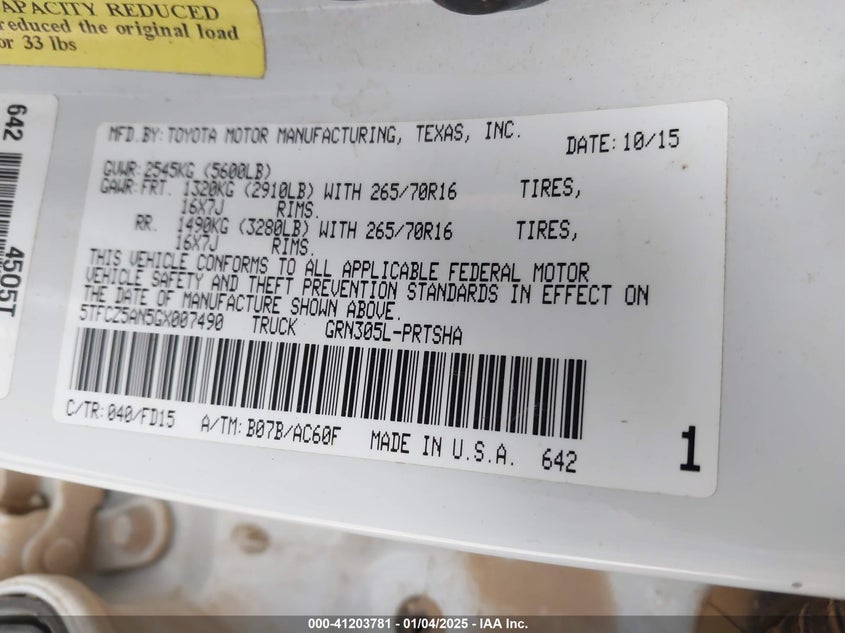 APACITY REDUCED
reduced the original load
or 33 lbs
642
4505T
MFD.BY: TOYOTA MOTOR MANUFACTURING, TEXAS, INC. DATE: 10/15
GVWR: 2545KG (5600LB)
GAWR: FRT. 1320KG (2910LB) WITH 265/70R16 TIRES,
16X7J RIMS.
RR. 1490KG (3280LB) WITH 265/70R16 TIRES,
16X7J RIMS.
THIS VEHICLE CONFORMS TO ALL APPLICABLE FEDERAL MOTOR
VEHICLE SAFETY AND THEFT PREVENTION STANDARDS IN EFFECT ON
THE DATE OF MANUFACTURE SHOWN ABOVE.
5TFCZ5AN5GX007490 TRUCK GRN305L-PRTSHA
C/TR: 040/FD15 A/TM: B07B/AC60F MADE IN U.S.A. 642 1
000-41203781 - 01/04/2025 - IAA Inc.